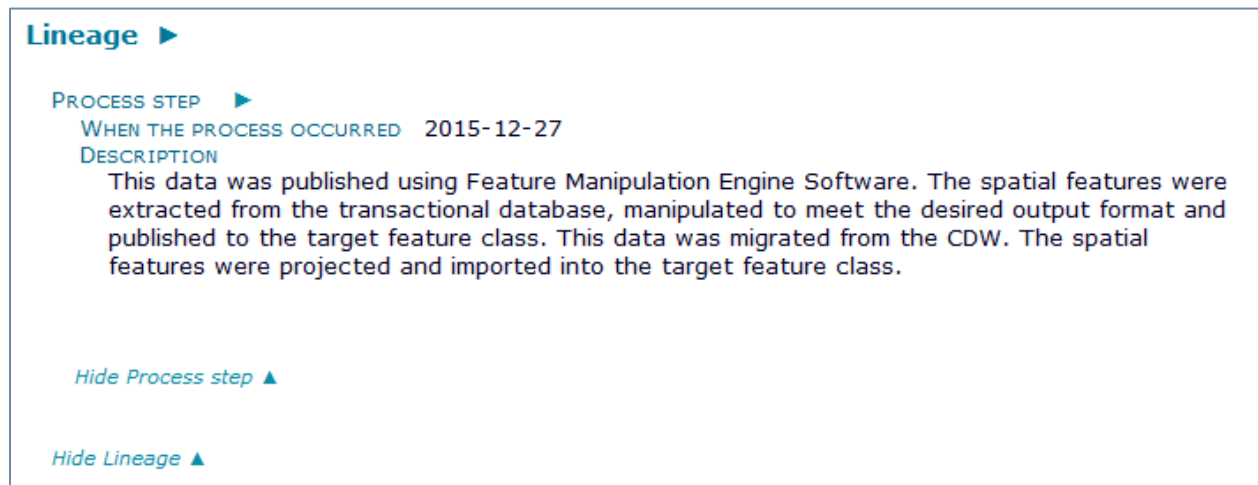 Lineage ►
PROCESS STEP ►
WHEN THE PROCESS OCCURRED 2015-12-27
DESCRIPTION
This data was published using Feature Manipulation Engine Software. The spatial features were
extracted from the transactional database, manipulated to meet the desired output format and
published to the target feature class. This data was migrated from the CDW. The spatial
features were projected and imported into the target feature class.
Hide Process step ▲
Hide Lineage ▲